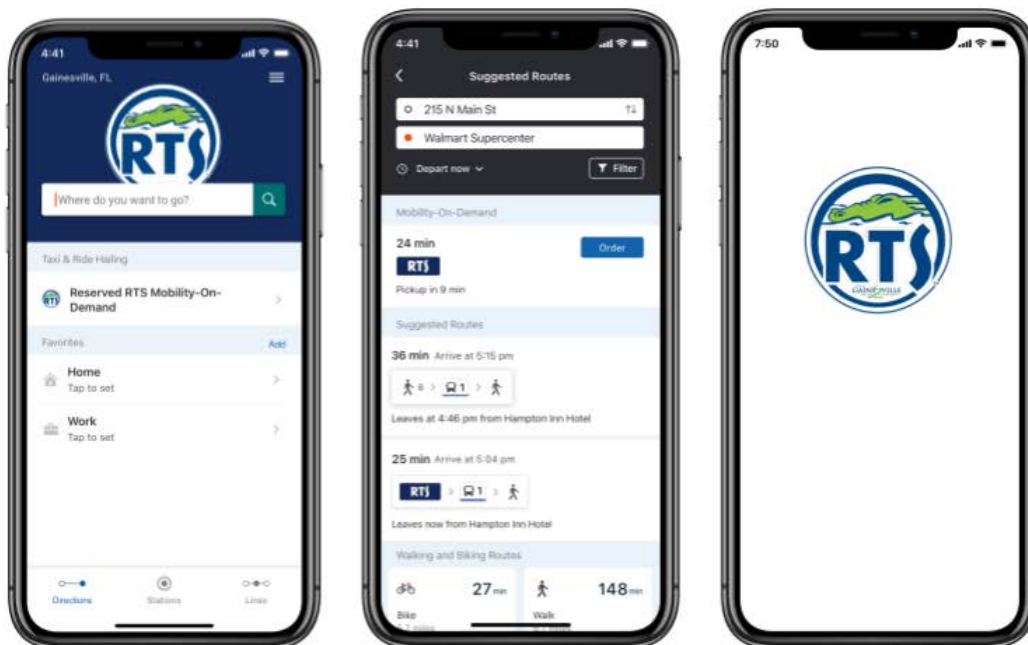 4:41
Gainesville, FL
RTS
Where do you want to go?
Taxi & Ride Hailing
RTS
Reserved RTS Mobility-On-
Demand
Favorites
Add
Home
Tap to set
Work
Tap to set
Directions
Stations
Lines
4:41
Suggested Routes
215 N Main St
Walmart Supercenter
Depart now
Filter
Mobility-On-Demand
24 min
Order
RTS
Pickup in 9 min
Suggested Routes
36 min Arrive at 5:15 pm
6 > 1 >
Leaves at 4:46 pm from Hampton Inn Hotel
25 min Arrive at 5:04 pm
RTS > 1 >
Leaves now from Hampton Inn Hotel
Walking and Biking Routes
27 min
148 min
Bike
Walk
7:50
RTS
GAINESVILLE